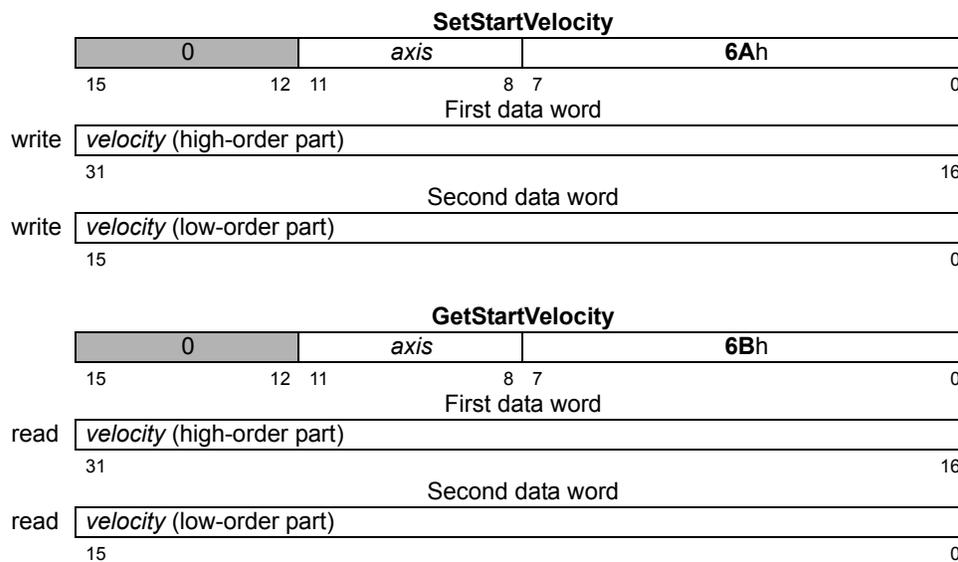 SetStartVelocity
0 axis 6Ah
15 12 11 8 7 0
First data word
write velocity (high-order part)
31 16
Second data word
write velocity (low-order part)
15 0
GetStartVelocity
0 axis 6Bh
15 12 11 8 7 0
First data word
read velocity (high-order part)
31 16
Second data word
read velocity (low-order part)
15 0